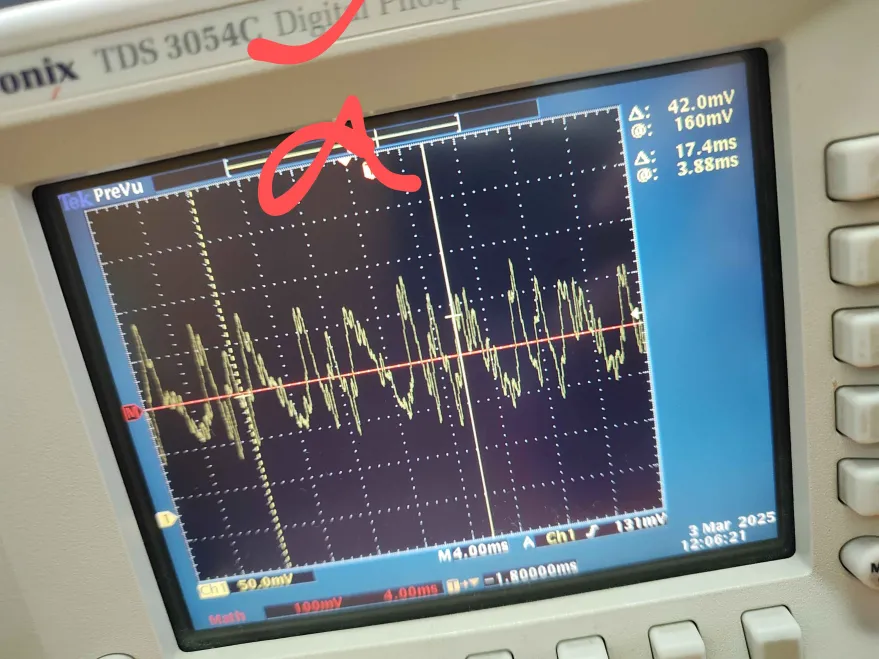 onix TDS 3054C Digital Phosp
a
Tek PreVu
Δ: 42.0mV
@: 160mV
Δ: 17.4ms
@: 3.88ms
M
1
M 4.00ms A Ch1 131mV
3 Mar 2025
12:06:21
Ch1 50.0mV
-1.80000ms
Math 100mV 4.00ms
M